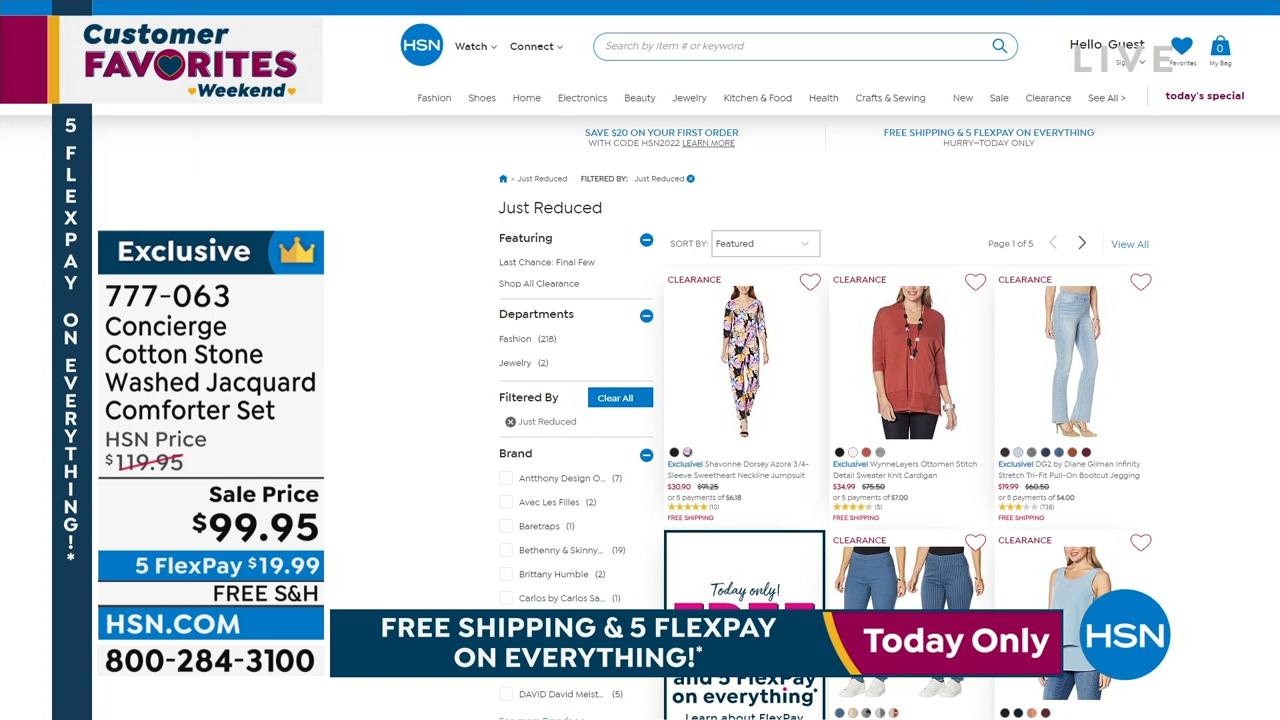 Customer
FAVORITES
Weekend
HSN
Watch
Connect
Search by item # or keyword
Hello, Guest
LIVE
Favorites
0
My Bag
Fashion
Shoes
Home
Electronics
Beauty
Jewelry
Kitchen & Food
Health
Crafts & Sewing
New
Sale
Clearance
See All >
today's special
5 FLEXPAY ON EVERYTHING!*
SAVE $20 ON YOUR FIRST ORDER
WITH CODE HSN2022 LEARN MORE
FREE SHIPPING & 5 FLEXPAY ON EVERYTHING
HURRY—TODAY ONLY
> Just Reduced FILTERED BY: Just Reduced
Just Reduced
Exclusive
777-063
Concierge
Cotton Stone
Washed Jacquard
Comforter Set
HSN Price
$119.95
Sale Price
$99.95
5 FlexPay $19.99
FREE S&H
HSN.COM
800-284-3100
Featuring
Last Chance: Final Few
Shop All Clearance
Departments
Fashion (218)
Jewelry (2)
Filtered By
Clear All
Just Reduced
Brand
Antthony Design O... (7)
Avec Les Filles (2)
Baretraps (1)
Bethenny & Skinny... (19)
Brittany Humble (2)
Carlos by Carlos Sa... (1)
DAVID David Meist... (5)
SORT BY: Featured
Page 1 of 5
View All
CLEARANCE
Exclusive! Shavonne Dorsey Azora 3/4-
Sleeve Sweetheart Neckline Jumpsuit
$30.90 $91.25
or 5 payments of $6.18
(10)
FREE SHIPPING
CLEARANCE
Exclusive! WynneLayers Ottoman Stitch
Detail Sweater Knit Cardigan
$34.99 $75.50
or 5 payments of $7.00
(5)
FREE SHIPPING
CLEARANCE
Exclusive! DG2 by Diane Gilman Infinity
Stretch Tri-Fit Pull-On Bootcut Jegging
$19.99 $60.50
or 5 payments of $4.00
(738)
FREE SHIPPING
Today only!
FREE
and 5 FlexPay
on everything*
Learn about FlexPay
CLEARANCE
CLEARANCE
FREE SHIPPING & 5 FLEXPAY
ON EVERYTHING!*
Today Only
HSN